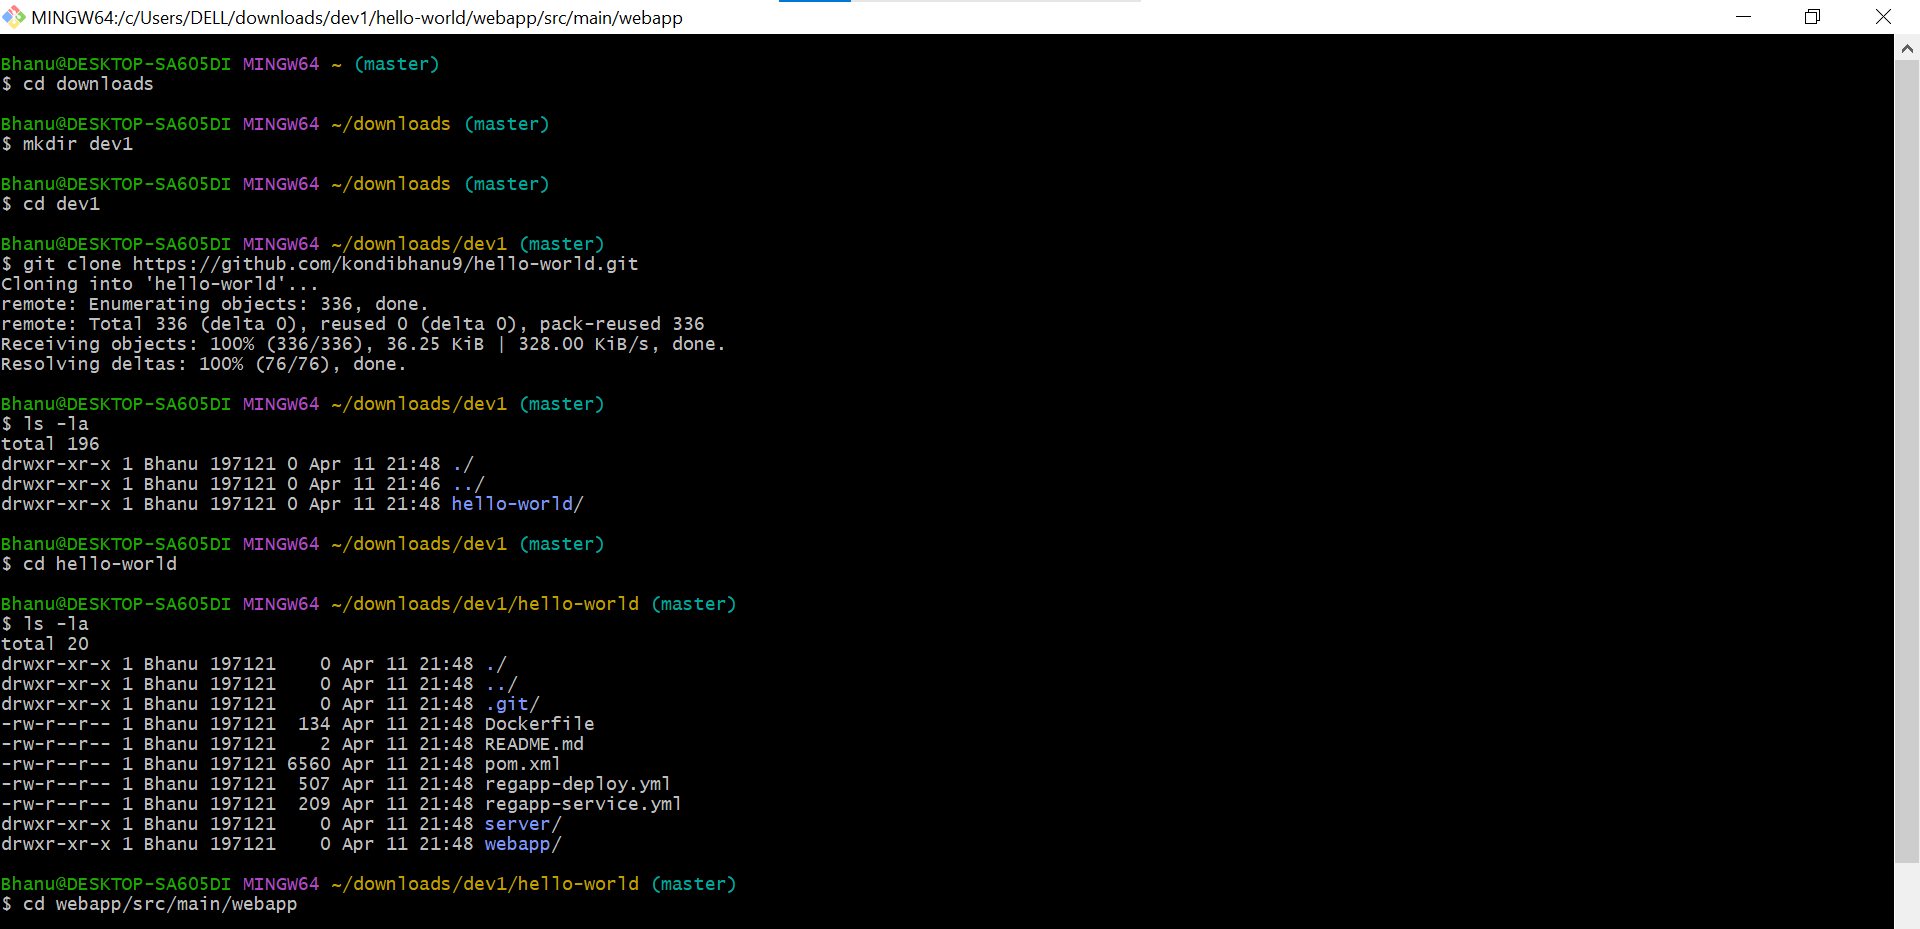 MINGW64:/c/Users/DELL/downloads/dev1/hello-world/webapp/src/main/webapp
Bhanu@DESKTOP-SA605DI MINGW64 ~ (master)
$ cd downloads
Bhanu@DESKTOP-SA605DI MINGW64 ~/downloads (master)
$ mkdir dev1
Bhanu@DESKTOP-SA605DI MINGW64 ~/downloads (master)
$ cd dev1
Bhanu@DESKTOP-SA605DI MINGW64 ~/downloads/dev1 (master)
$ git clone https://github.com/kondibhanu9/hello-world.git
Cloning into 'hello-world'...
remote: Enumerating objects: 336, done.
remote: Total 336 (delta 0), reused 0 (delta 0), pack-reused 336
Receiving objects: 100% (336/336), 36.25 KiB | 328.00 KiB/s, done.
Resolving deltas: 100% (76/76), done.
Bhanu@DESKTOP-SA605DI MINGW64 ~/downloads/dev1 (master)
$ ls -la
total 196
drwxr-xr-x 1 Bhanu 197121 0 Apr 11 21:48 ./
drwxr-xr-x 1 Bhanu 197121 0 Apr 11 21:46 ../
drwxr-xr-x 1 Bhanu 197121 0 Apr 11 21:48 hello-world/
Bhanu@DESKTOP-SA605DI MINGW64 ~/downloads/dev1 (master)
$ cd hello-world
Bhanu@DESKTOP-SA605DI MINGW64 ~/downloads/dev1/hello-world (master)
$ ls -la
total 20
drwxr-xr-x 1 Bhanu 197121    0 Apr 11 21:48 ./
drwxr-xr-x 1 Bhanu 197121    0 Apr 11 21:48 ../
drwxr-xr-x 1 Bhanu 197121    0 Apr 11 21:48 .git/
-rw-r--r-- 1 Bhanu 197121  134 Apr 11 21:48 Dockerfile
-rw-r--r-- 1 Bhanu 197121    2 Apr 11 21:48 README.md
-rw-r--r-- 1 Bhanu 197121 6560 Apr 11 21:48 pom.xml
-rw-r--r-- 1 Bhanu 197121  507 Apr 11 21:48 regapp-deploy.yml
-rw-r--r-- 1 Bhanu 197121  209 Apr 11 21:48 regapp-service.yml
drwxr-xr-x 1 Bhanu 197121    0 Apr 11 21:48 server/
drwxr-xr-x 1 Bhanu 197121    0 Apr 11 21:48 webapp/
Bhanu@DESKTOP-SA605DI MINGW64 ~/downloads/dev1/hello-world (master)
$ cd webapp/src/main/webapp